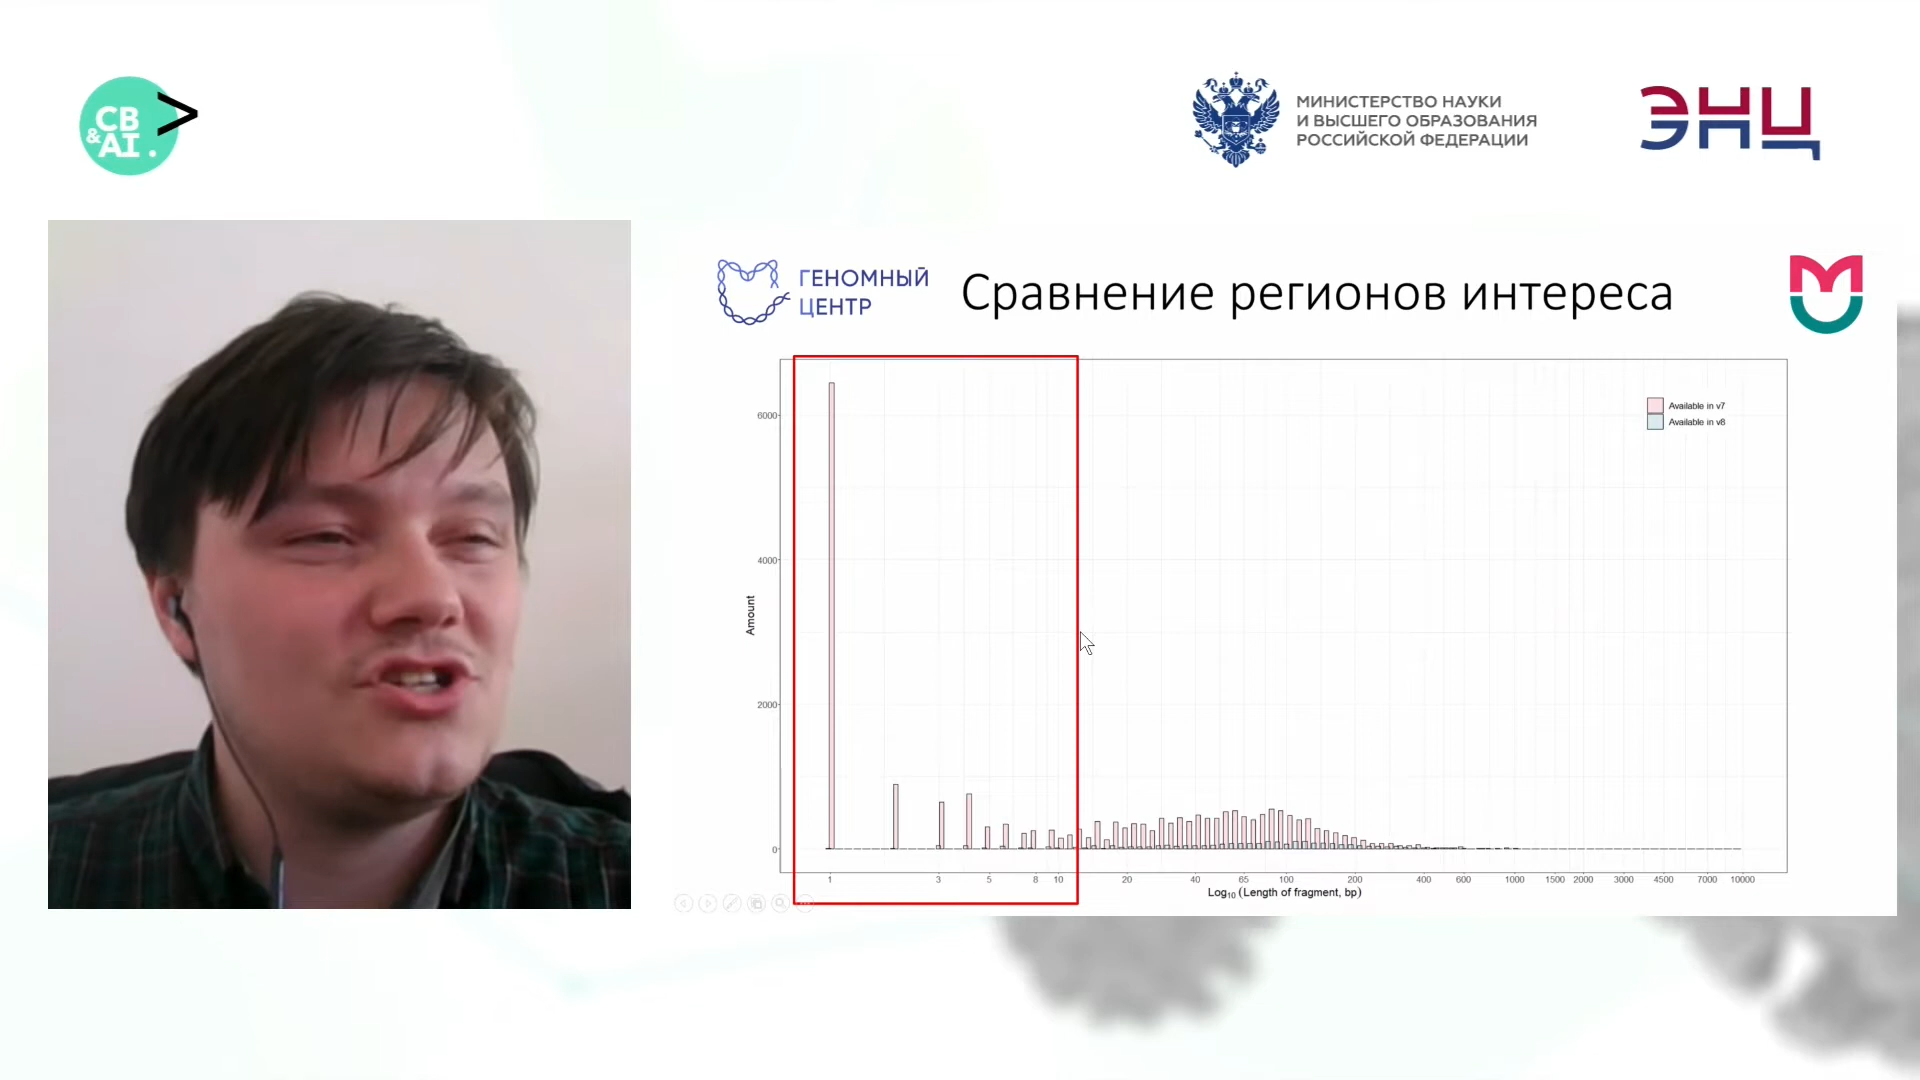 CB
&AI.
>
МИНИСТЕРСТВО НАУКИ
И ВЫСШЕГО ОБРАЗОВАНИЯ
РОССИЙСКОЙ ФЕДЕРАЦИИ
ЭНЦ
ГЕНОМНЫЙ
ЦЕНТР
Сравнение регионов интереса
Available in v7
Available in v8
6000
4000
2000
0
Amount
1 3 5 8 10 20 40 65 100 200 400 600 1000 1500 2000 3000 4500 7000 10000
Log10 (Length of fragment, bp)